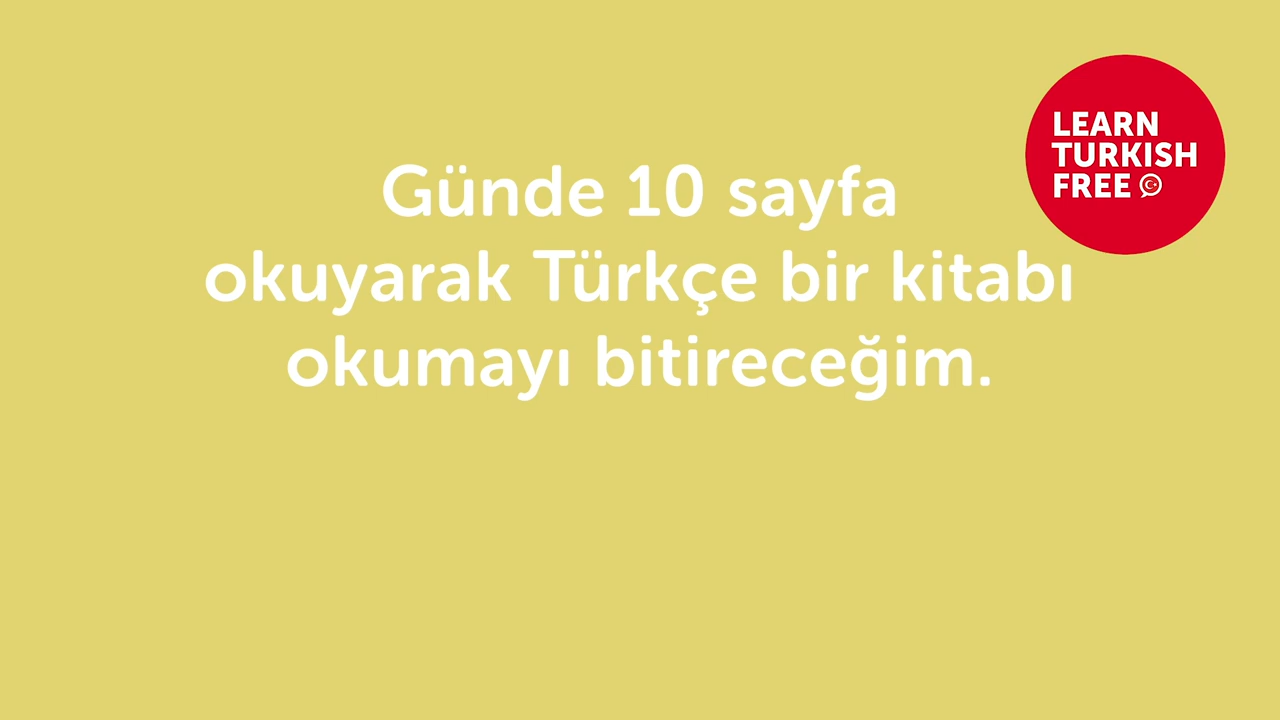 Günde 10 sayfa
okuyarak Türkçe bir kitabı
okumayı bitireceğim.
LEARN
TURKISH
FREE